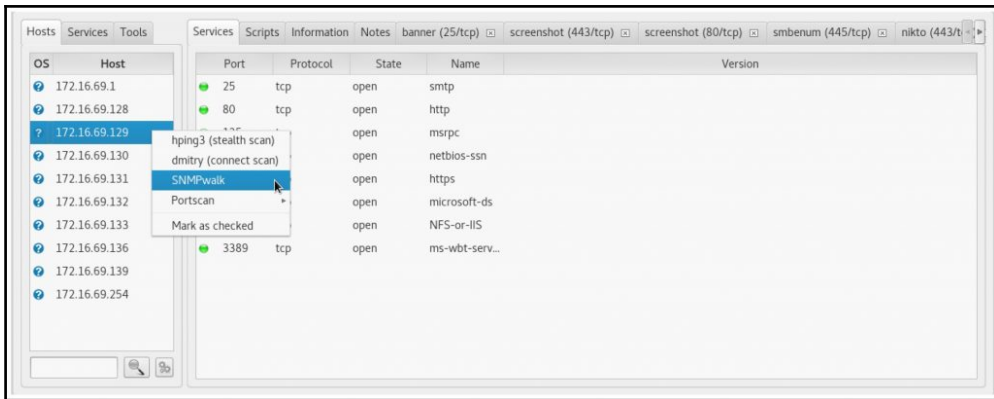 Hosts Services Tools
Services Scripts Information Notes banner (25/tcp) screenshot (443/tcp) screenshot (80/tcp) smbenum (445/tcp) nikto (443/t
OS Host
Port Protocol State Name Version
172.16.69.1
25 tcp open smtp
172.16.69.128
80 tcp open http
172.16.69.129
open msrpc
hping3 (stealth scan)
172.16.69.130
open netbios-ssn
dmitry (connect scan)
172.16.69.131
SNMPwalk
open https
172.16.69.132
Portscan
open microsoft-ds
172.16.69.133
Mark as checked
open NFS-or-IIS
172.16.69.136
3389 tcp open ms-wbt-serv...
172.16.69.139
172.16.69.254